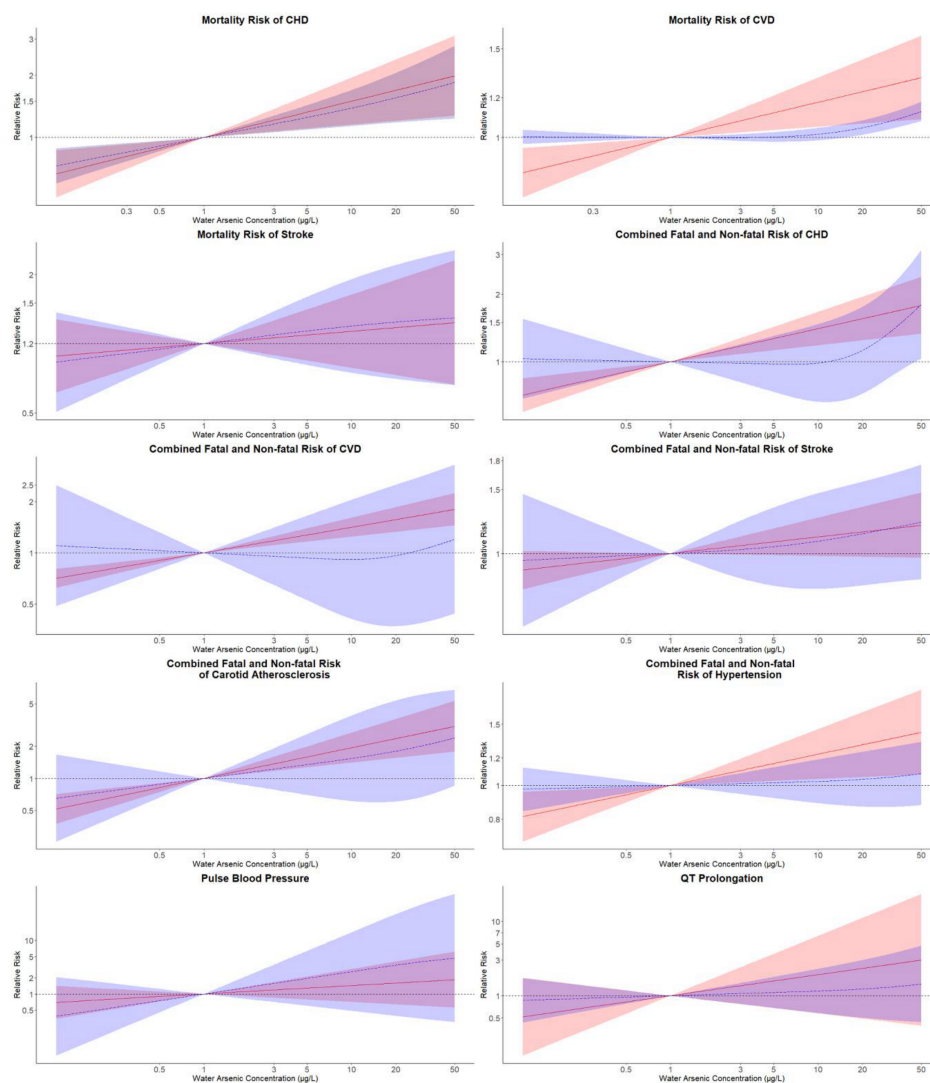 Mortality Risk of CHD
Relative Risk
3
2
1.5
1
0.3 0.5 1 3 5 10 20 50
Water Arsenic Concentration (µg/L)
Mortality Risk of CVD
Relative Risk
1.5
1.2
1
0.3 1 3 5 10 20 50
Water Arsenic Concentration (µg/L)
Mortality Risk of Stroke
Relative Risk
2
1.5
1.2
0.5
0.5 1 3 5 10 20 50
Water Arsenic Concentration (µg/L)
Combined Fatal and Non-fatal Risk of CHD
Relative Risk
3
2
1.5
1
0.5 1 3 5 10 20 50
Water Arsenic Concentration (µg/L)
Combined Fatal and Non-fatal Risk of CVD
Relative Risk
2.5
2
1
0.5
0.5 1 3 5 10 20 50
Water Arsenic Concentration (µg/L)
Combined Fatal and Non-fatal Risk of Stroke
Relative Risk
1.8
1.5
1
0.5 1 3 5 10 20 50
Water Arsenic Concentration (µg/L)
Combined Fatal and Non-fatal Risk
of Carotid Atherosclerosis
Relative Risk
5
2
1
0.5
0.5 1 3 5 10 20 50
Water Arsenic Concentration (µg/L)
Combined Fatal and Non-fatal
Risk of Hypertension
Relative Risk
1.5
1.2
1
0.8
0.5 1 3 5 10 20 50
Water Arsenic Concentration (µg/L)
Pulse Blood Pressure
Relative Risk
10
5
2
1
0.5
0.5 1 3 5 10 20 50
Water Arsenic Concentration (µg/L)
QT Prolongation
Relative Risk
10
7
5
3
1
0.5
0.5 1 3 5 10 20 50
Water Arsenic Concentration (µg/L)